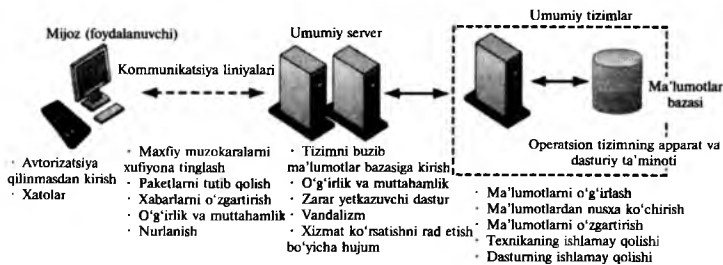 Umumiy tizimlar
Mijoz (foydalanuvchi)
Umumiy server
Kommunikatsiya liniyalari
Ma'lumotlar
bazasi
Operatsion tizimning apparat va
dasturiy ta'minoti
· Avtorizatsiya
qilinmasdan kirish
· Xatolar
· Maxfiy muzokaralarni
xufiyona tinglash
· Paketlarni tutib qolish
· Xabarlarni o'zgartirish
· O'g'irlik va muttahamlik
· Nurlanish
· Tizimni buzib
ma'lumotlar bazasiga kirish
· O'g'irlik va muttahamlik
· Zarar yetkazuvchi dastur
· Vandalizm
· Xizmat ko'rsatishni rad etish
bo'yicha hujum
· Ma'lumotlarni o'g'irlash
· Ma'lumotlardan nusxa ko'chirish
· Ma'lumotlarni o'zgartirish
· Texnikaning ishlamay qolishi
· Dasturning ishlamay qolishi